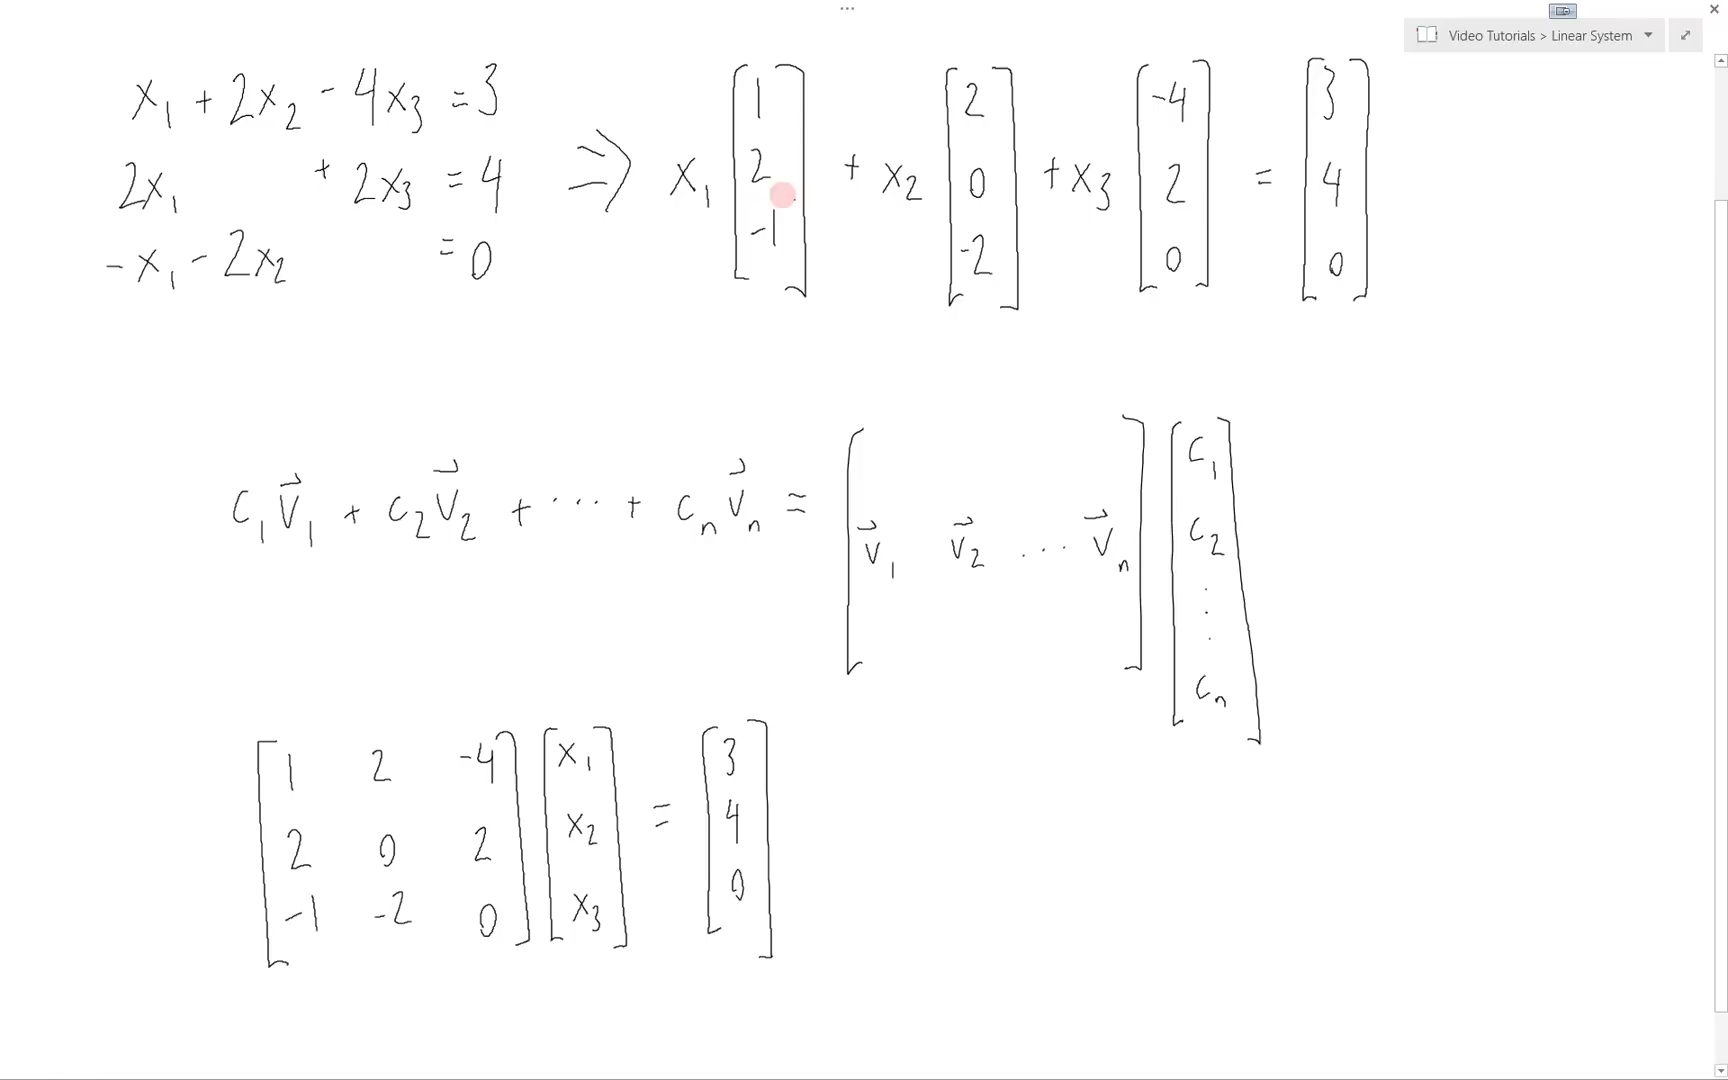 ...
Video Tutorials > Linear System
x₁ + 2x₂ - 4x₃ = 3
2x₁ + 2x₃ = 4
-x₁ - 2x₂ = 0
⇒ x₁ [1 2 -1] + x₂ [2 0 -2] + x₃ [-4 2 0] = [3 4 0]
c₁v⃗₁ + c₂v⃗₂ + ... + cₙv⃗ₙ = [v⃗₁ v⃗₂ ... v⃗ₙ] [c₁ c₂ ⋮ cₙ]
[1 2 -4] [x₁] = [3]
[2 0 2] [x₂] [4]
[-1 -2 0] [x₃] [0]